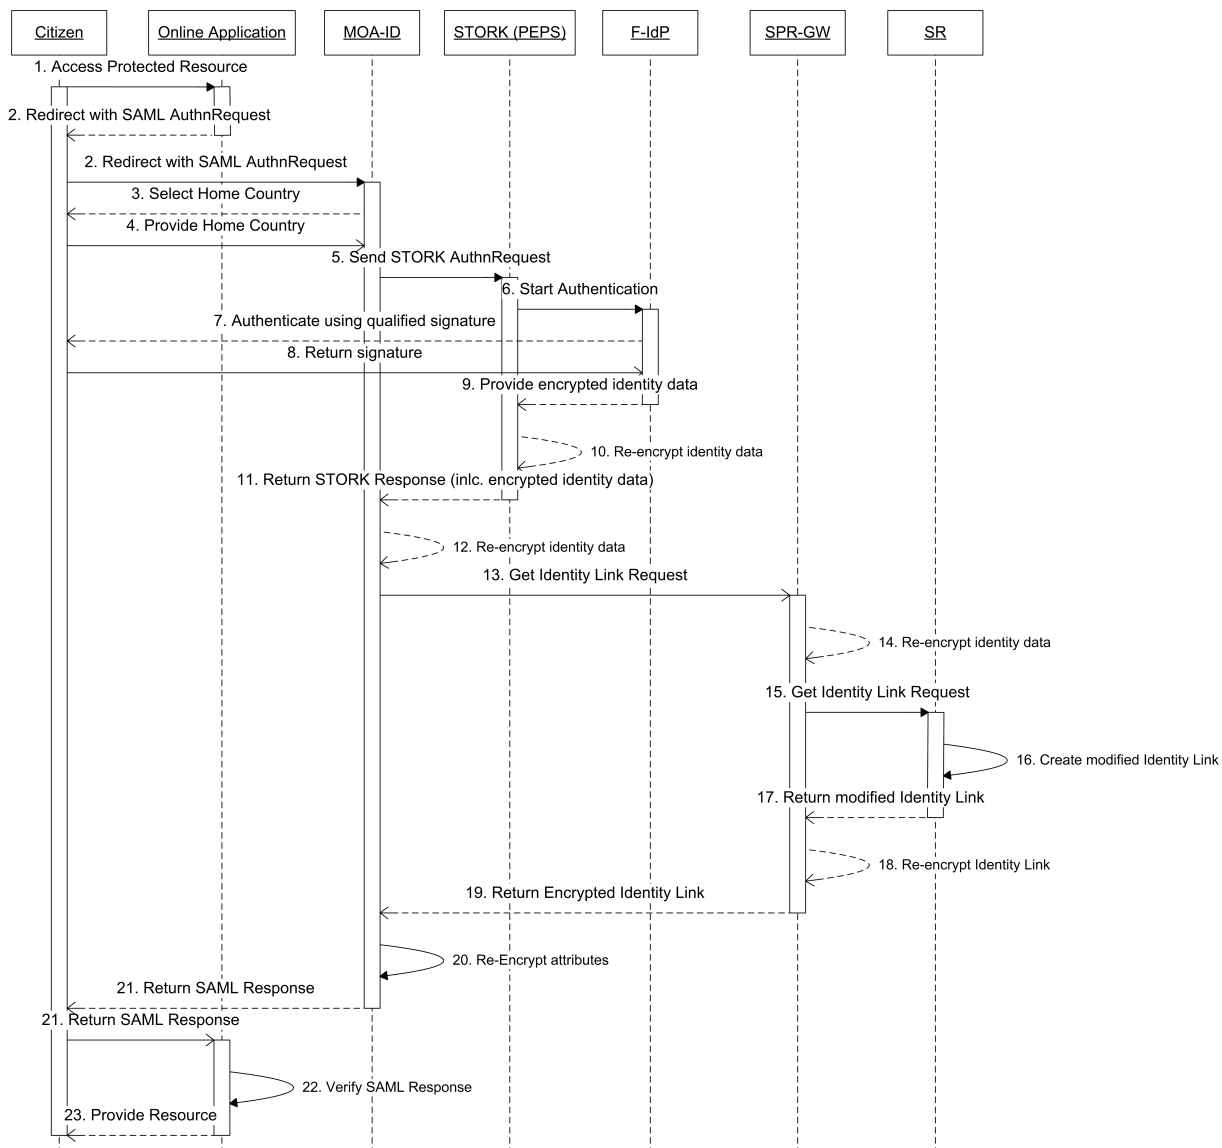 Citizen
Online Application
MOA-ID
STORK (PEPS)
F-IdP
SPR-GW
SR
1. Access Protected Resource
2. Redirect with SAML AuthnRequest
2. Redirect with SAML AuthnRequest
3. Select Home Country
4. Provide Home Country
5. Send STORK AuthnRequest
6. Start Authentication
7. Authenticate using qualified signature
8. Return signature
9. Provide encrypted identity data
10. Re-encrypt identity data
11. Return STORK Response (inlc. encrypted identity data)
12. Re-encrypt identity data
13. Get Identity Link Request
14. Re-encrypt identity data
15. Get Identity Link Request
16. Create modified Identity Link
17. Return modified Identity Link
18. Re-encrypt Identity Link
19. Return Encrypted Identity Link
20. Re-Encrypt attributes
21. Return SAML Response
21. Return SAML Response
22. Verify SAML Response
23. Provide Resource